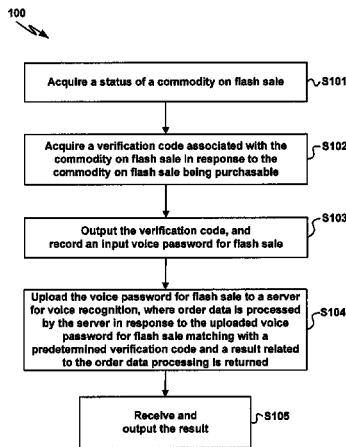 100
Acquire a status of a commodity on flash sale
S101
Acquire a verification code associated with the
commodity on flash sale in response to the
commodity on flash sale being purchasable
S102
Output the verification code, and
record an input voice password for flash sale
S103
Upload the voice password for flash sale to a server
for voice recognition, where order data is processed
by the server in response to the uploaded voice
password for flash sale matching with a
predetermined verification code and a result related
to the order data processing is returned
S104
Receive and
output the result
S105